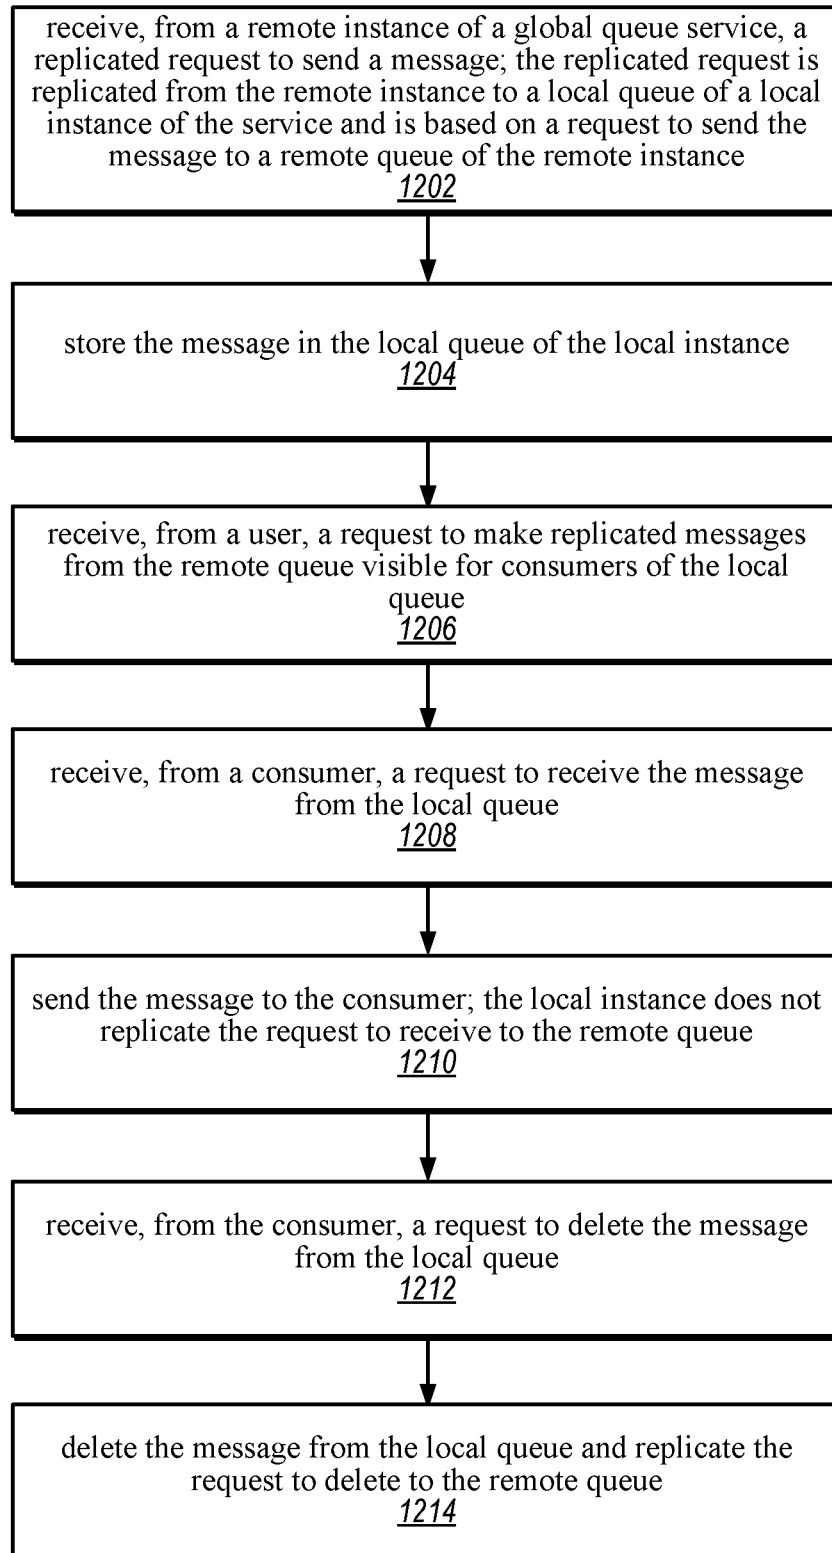 receive, from a remote instance of a global queue service, a
replicated request to send a message; the replicated request is
replicated from the remote instance to a local queue of a local
instance of the service and is based on a request to send the
message to a remote queue of the remote instance
1202
store the message in the local queue of the local instance
1204
receive, from a user, a request to make replicated messages
from the remote queue visible for consumers of the local
queue
1206
receive, from a consumer, a request to receive the message
from the local queue
1208
send the message to the consumer; the local instance does not
replicate the request to receive to the remote queue
1210
receive, from the consumer, a request to delete the message
from the local queue
1212
delete the message from the local queue and replicate the
request to delete to the remote queue
1214